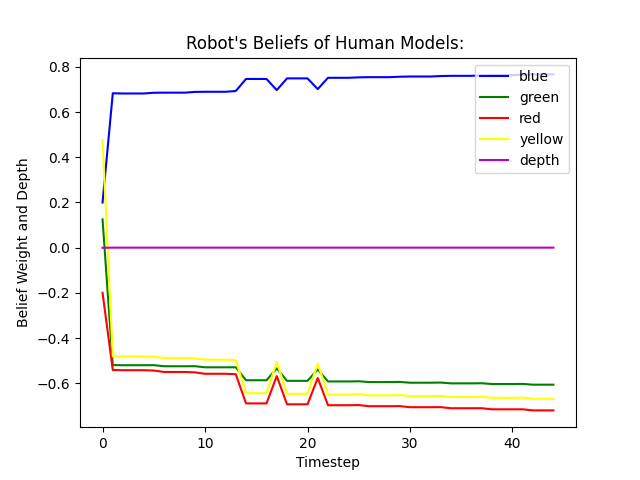 Robot's Beliefs of Human Models:
0.8
0.6
0.4
0.2
0.0
−0.2
−0.4
−0.6
Belief Weight and Depth
blue
green
red
yellow
depth
0 10 20 30 40
Timestep